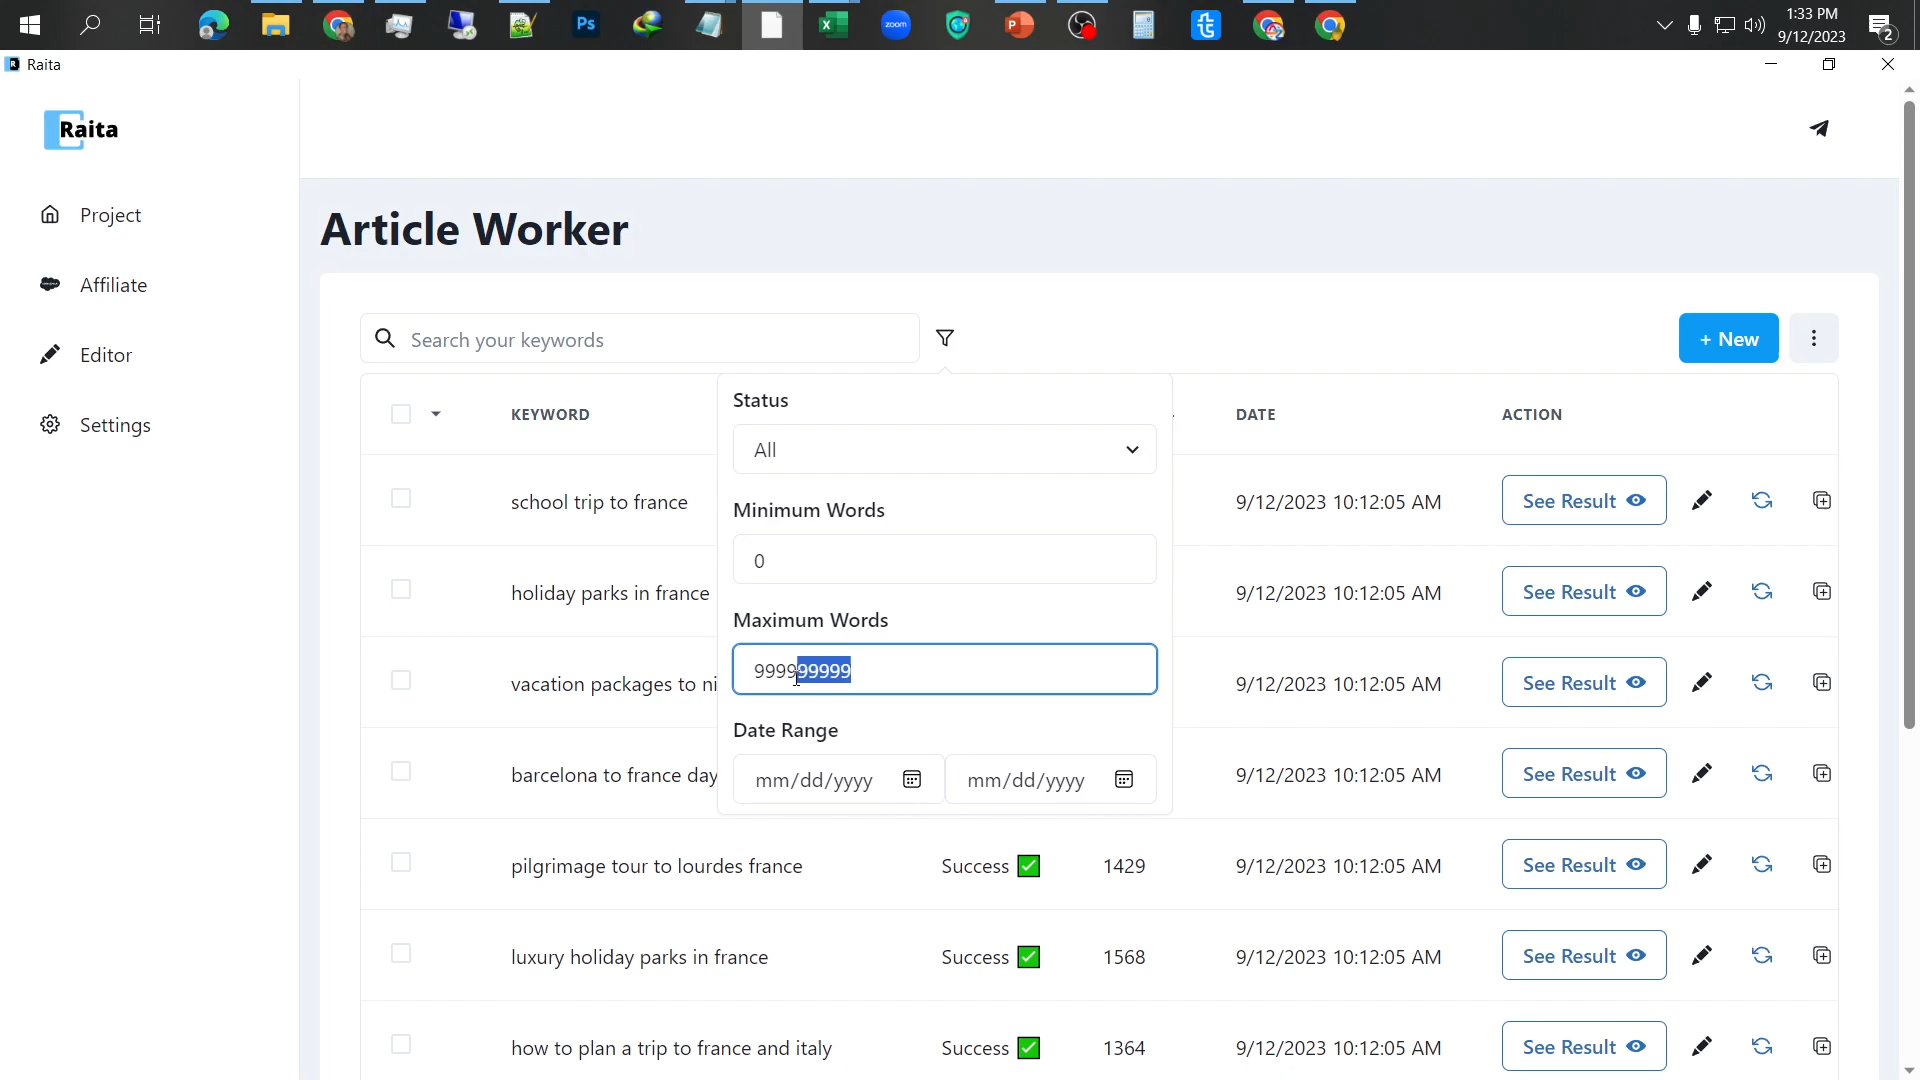 1:33 PM
9/12/2023
2
Ps
zoom
Raita
Raita
Project
Affiliate
Editor
Settings
Article Worker
Search your keywords
+ New
KEYWORD
DATE
ACTION
Status
All
Minimum Words
0
Maximum Words
999999999
Date Range
mm/dd/yyyy
mm/dd/yyyy
school trip to france
9/12/2023 10:12:05 AM
See Result
holiday parks in france
9/12/2023 10:12:05 AM
See Result
vacation packages to ni
9/12/2023 10:12:05 AM
See Result
barcelona to france day
9/12/2023 10:12:05 AM
See Result
pilgrimage tour to lourdes france Success 1429 9/12/2023 10:12:05 AM See Result
luxury holiday parks in france Success 1568 9/12/2023 10:12:05 AM See Result
how to plan a trip to france and italy Success 1364 9/12/2023 10:12:05 AM See Result